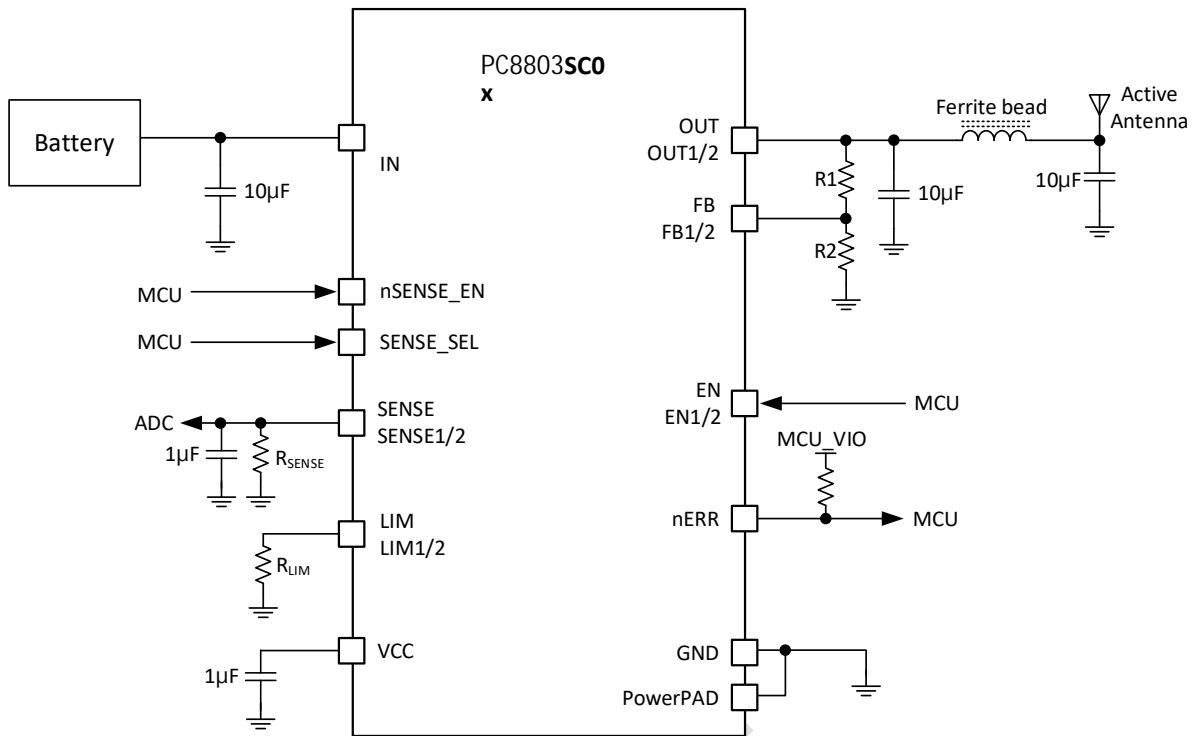 PC8803SC0
x
Battery
IN
10µF
OUT
OUT1/2
Ferrite bead
Active
Antenna
R1
10µF
10µF
FB
FB1/2
R2
MCU
nSENSE_EN
MCU
SENSE_SEL
ADC
SENSE
SENSE1/2
1µF
RSENSE
EN
EN1/2
MCU
MCU_VIO
LIM
LIM1/2
RLIM
nERR
MCU
VCC
1µF
GND
PowerPAD